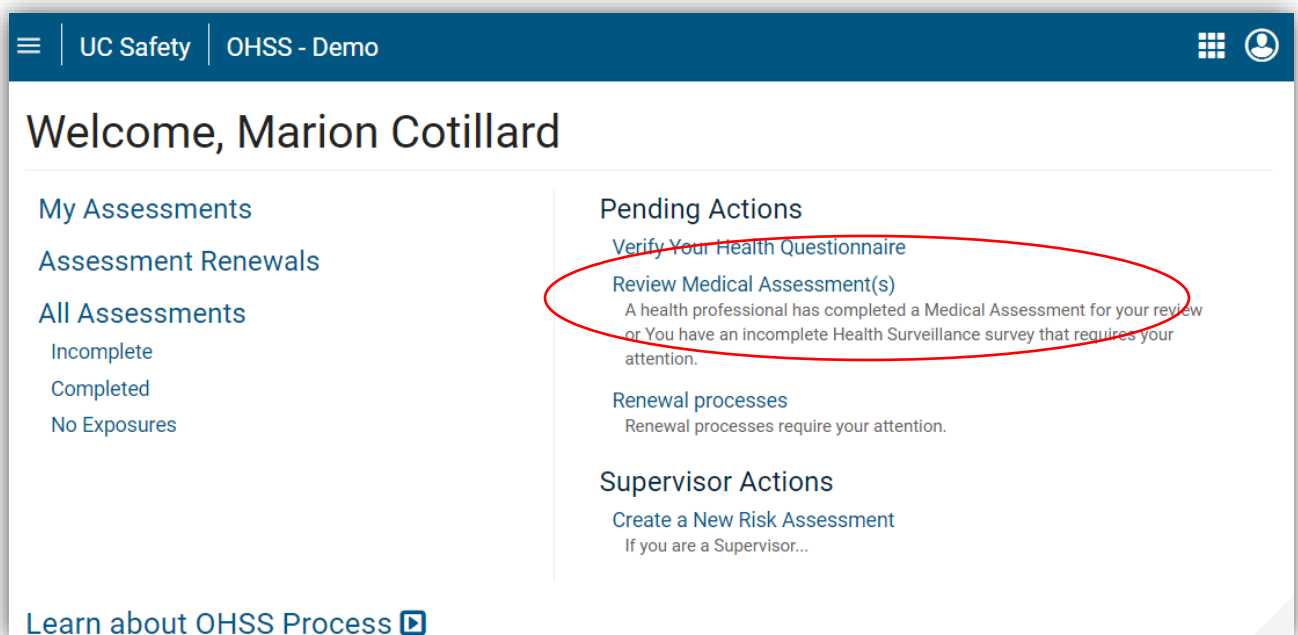 UC Safety OHSS - Demo
Welcome, Marion Cotillard
My Assessments
Assessment Renewals
All Assessments
Incomplete
Completed
No Exposures
Pending Actions
Verify Your Health Questionnaire
Review Medical Assessment(s)
A health professional has completed a Medical Assessment for your review
or You have an incomplete Health Surveillance survey that requires your
attention.
Renewal processes
Renewal processes require your attention.
Supervisor Actions
Create a New Risk Assessment
If you are a Supervisor...
Learn about OHSS Process